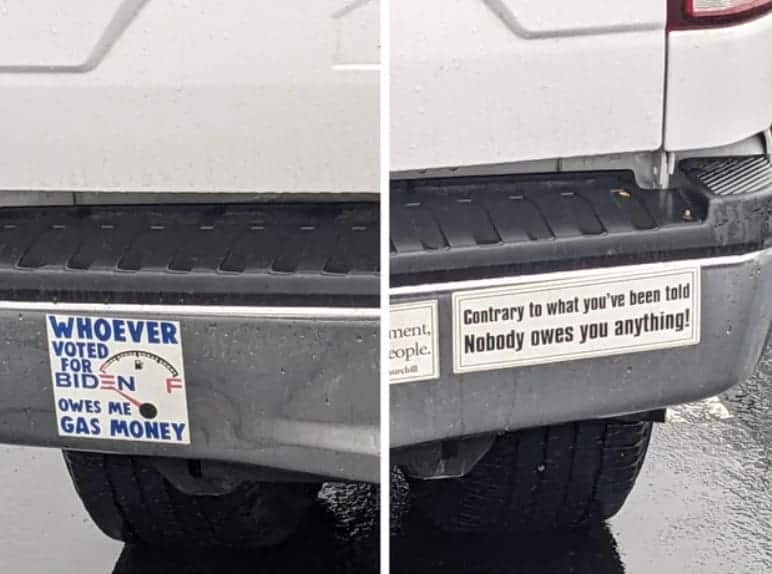 WHOEVER
VOTED
FOR
BIDEN F
OWES ME
GAS MONEY
ment,
eople.
urchill
Contrary to what you've been told
Nobody owes you anything!